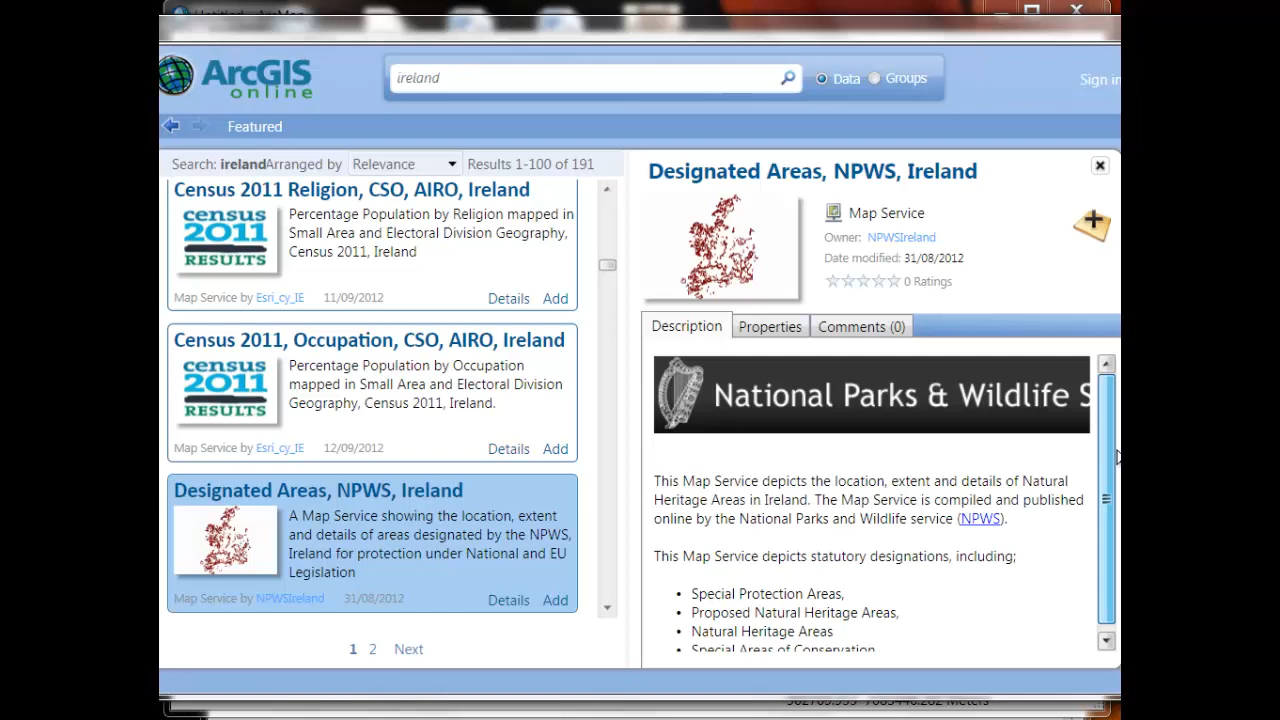 Untitled - ArcMap
ArcGIS
online
ireland
Data
Groups
Sign in
Featured
Search: irelandArranged by
Relevance
Results 1-100 of 191
Census 2011 Religion, CSO, AIRO, Ireland
census
2011
RESULTS
Percentage Population by Religion mapped in
Small Area and Electoral Division Geography,
Census 2011, Ireland
Map Service by Esri_cy_IE
11/09/2012
Details
Add
Census 2011, Occupation, CSO, AIRO, Ireland
census
2011
RESULTS
Percentage Population by Occupation
mapped in Small Area and Electoral Division
Geography, Census 2011, Ireland.
Map Service by Esri_cy_IE
12/09/2012
Details
Add
Designated Areas, NPWS, Ireland
A Map Service showing the location, extent
and details of areas designated by the NPWS,
Ireland for protection under National and EU
Legislation
Map Service by NPWSIreland
31/08/2012
Details
Add
1 2 Next
Designated Areas, NPWS, Ireland
Map Service
Owner: NPWSIreland
Date modified: 31/08/2012
0 Ratings
Description
Properties
Comments (0)
National Parks & Wildlife S
This Map Service depicts the location, extent and details of Natural
Heritage Areas in Ireland. The Map Service is compiled and published
online by the National Parks and Wildlife service (NPWS).
This Map Service depicts statutory designations, including;
• Special Protection Areas,
• Proposed Natural Heritage Areas,
• Natural Heritage Areas
• Special Areas of Conservation
Meters